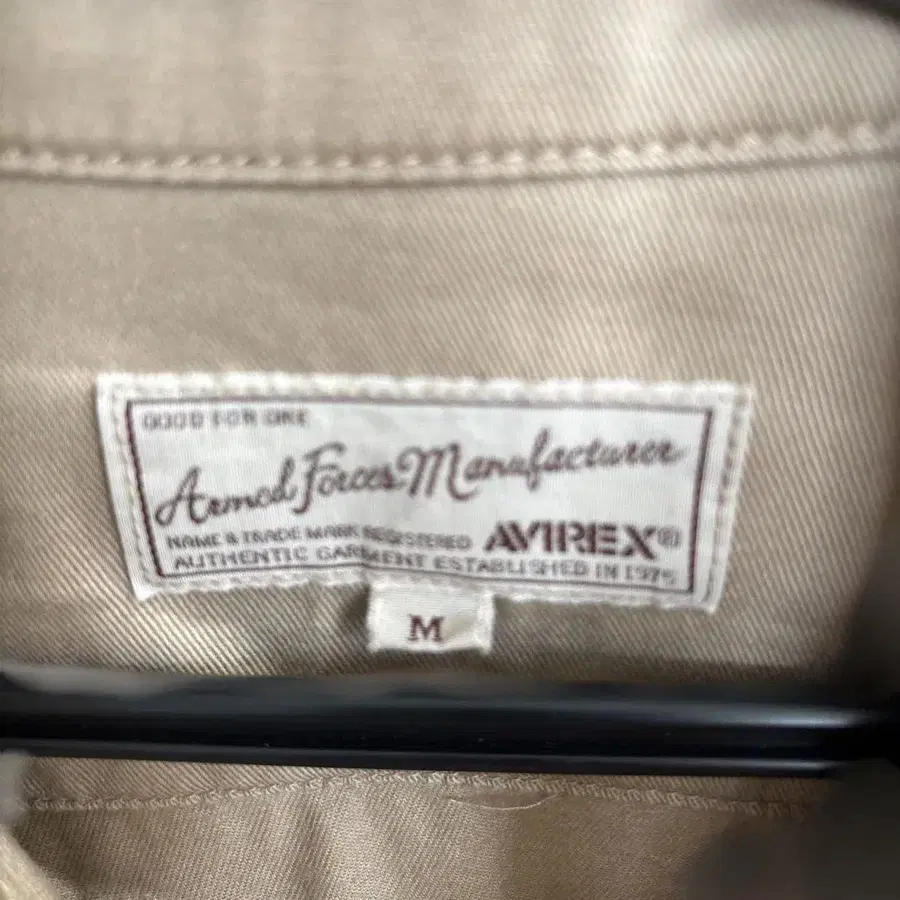 GOOD FOR ONE
Armed Forces Manufacturer
NAME & TRADE MARK REGISTERED AVIREX®
AUTHENTIC GARMENT ESTABLISHED IN 1975
M